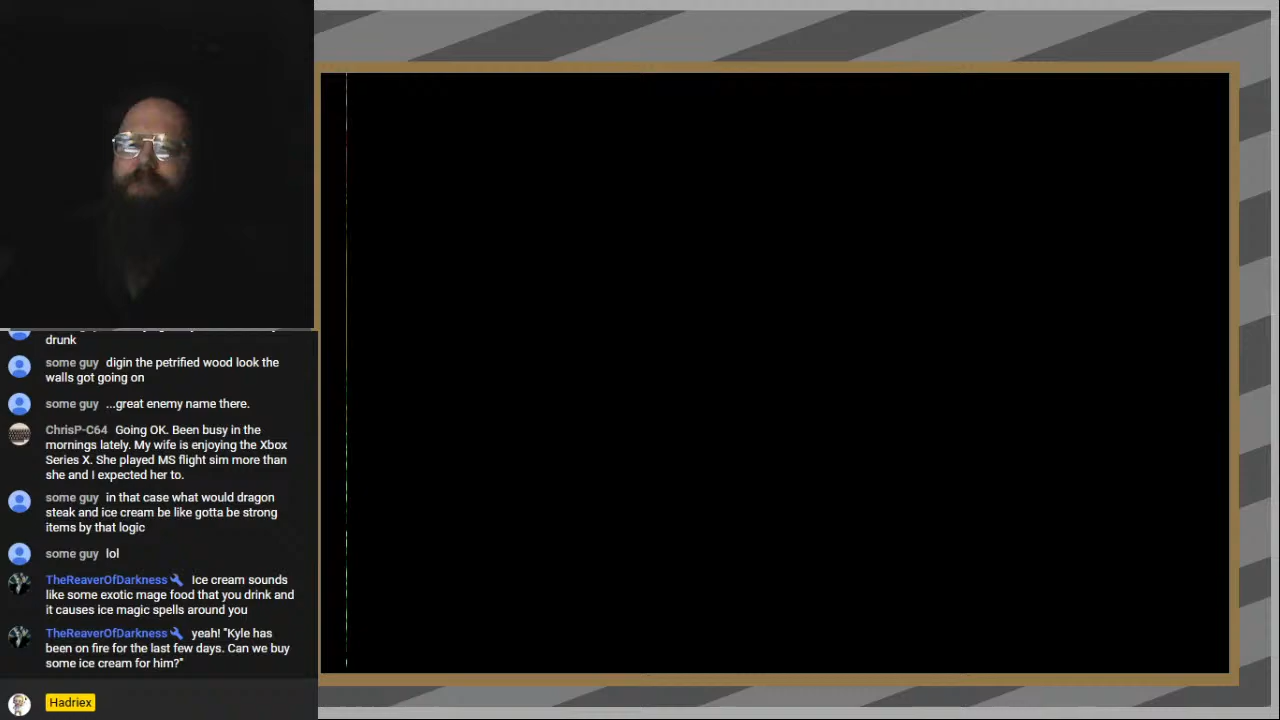 drunk
some guy digin the petrified wood look the
walls got going on
some guy ...great enemy name there.
ChrisP-C64 Going OK. Been busy in the
mornings lately. My wife is enjoying the Xbox
Series X. She played MS flight sim more than
she and I expected her to.
some guy in that case what would dragon
steak and ice cream be like gotta be strong
items by that logic
some guy lol
TheReaverOfDarkness Ice cream sounds
like some exotic mage food that you drink and
it causes ice magic spells around you
TheReaverOfDarkness yeah! "Kyle has
been on fire for the last few days. Can we buy
some ice cream for him?"
Hadriex